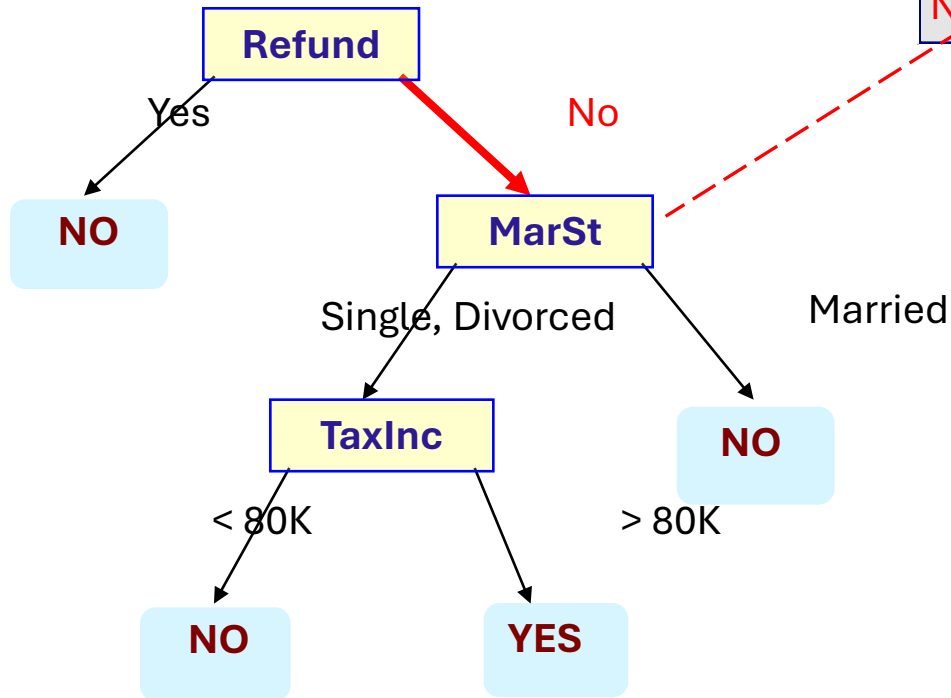 Refund
Yes
No
NO
MarSt
Single, Divorced
Married
TaxInc
NO
< 80K
> 80K
NO
YES